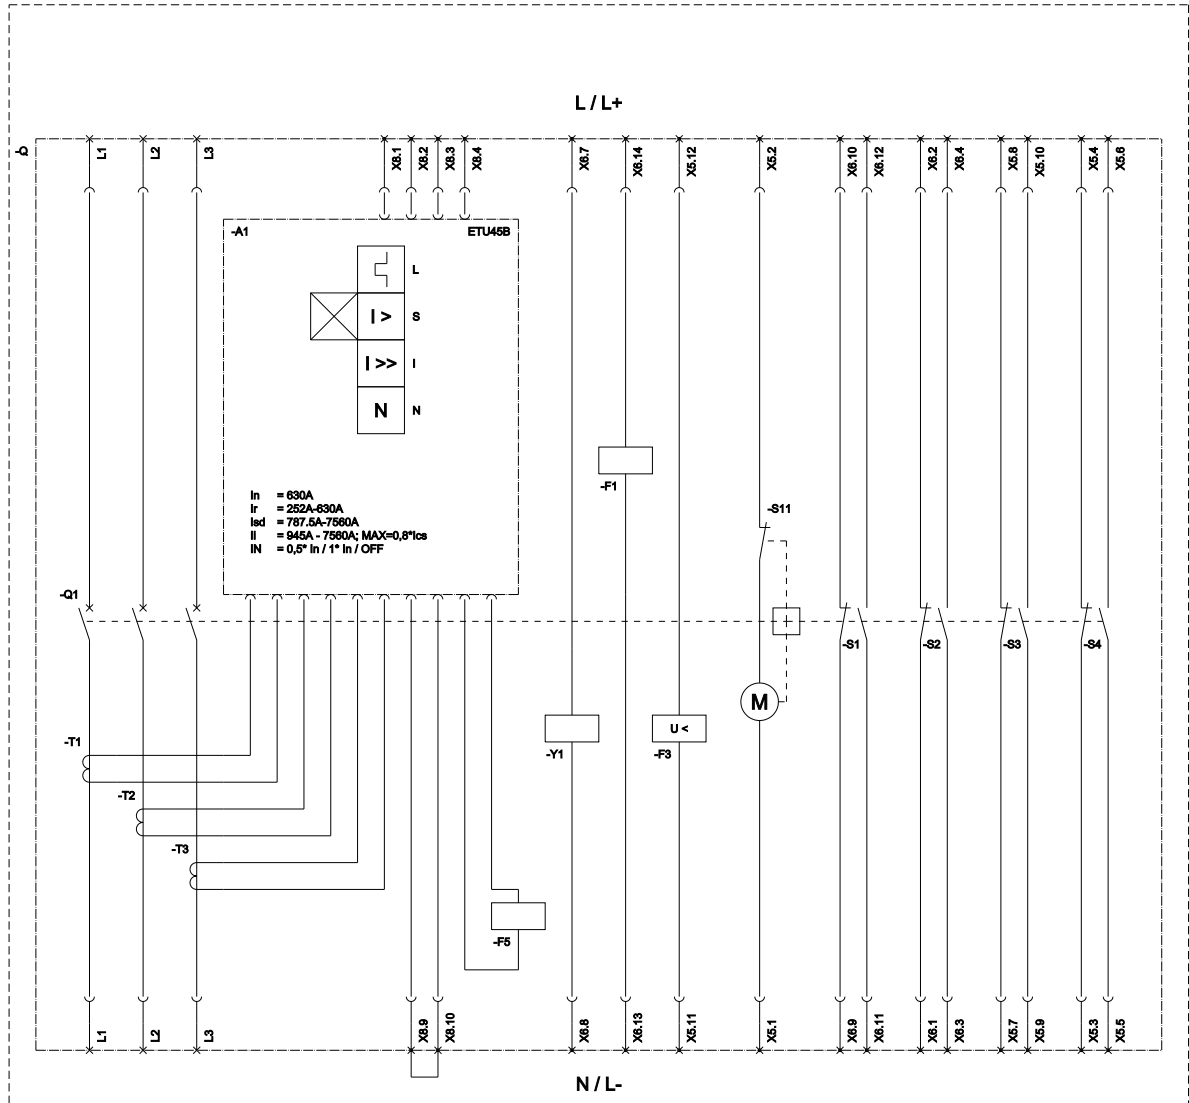 L / L+
-Q
L1
L2
L3
X8.1
X8.2
X8.3
X8.4
X6.7
X6.14
X5.12
X5.2
X6.10
X6.12
X6.2
X6.4
X5.8
X5.10
X5.4
X5.6
-A1
ETU45B
L
I >
S
I >>
I
N
N
-F1
In = 630A
Ir = 252A-630A
Isd = 787.5A-7560A
Ii = 945A - 7560A; MAX=0,8*Ics
IN = 0,5* In / 1* In / OFF
-S11
-Q1
-S1
-S2
-S3
-S4
M
-T1
U <
-Y1
-F3
-T2
-T3
-F5
L1
L2
L3
X8.9
X8.10
X6.8
X6.13
X5.11
X5.1
X6.9
X6.11
X6.1
X6.3
X5.7
X5.9
X5.3
X5.5
N / L-